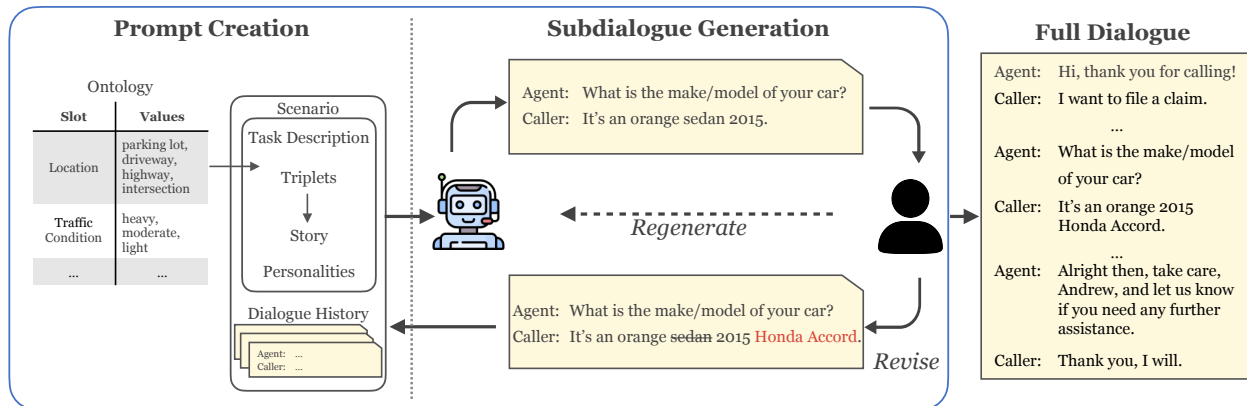 Prompt Creation
Ontology
Slot Values
Location
parking lot,
driveway,
highway,
intersection
Traffic
Condition
heavy,
moderate,
light
... ...
Scenario
Task Description
Triplets
Story
Personalities
Dialogue History
Agent: ...
Caller: ...
Subdialogue Generation
Agent: What is the make/model of your car?
Caller: It's an orange sedan 2015.
Regenerate
Agent: What is the make/model of your car?
Caller: It's an orange sedan 2015 Honda Accord.
Revise
Full Dialogue
Agent: Hi, thank you for calling!
Caller: I want to file a claim.
...
Agent: What is the make/model
of your car?
Caller: It's an orange 2015
Honda Accord.
...
Agent: Alright then, take care,
Andrew, and let us know
if you need any further
assistance.
Caller: Thank you, I will.